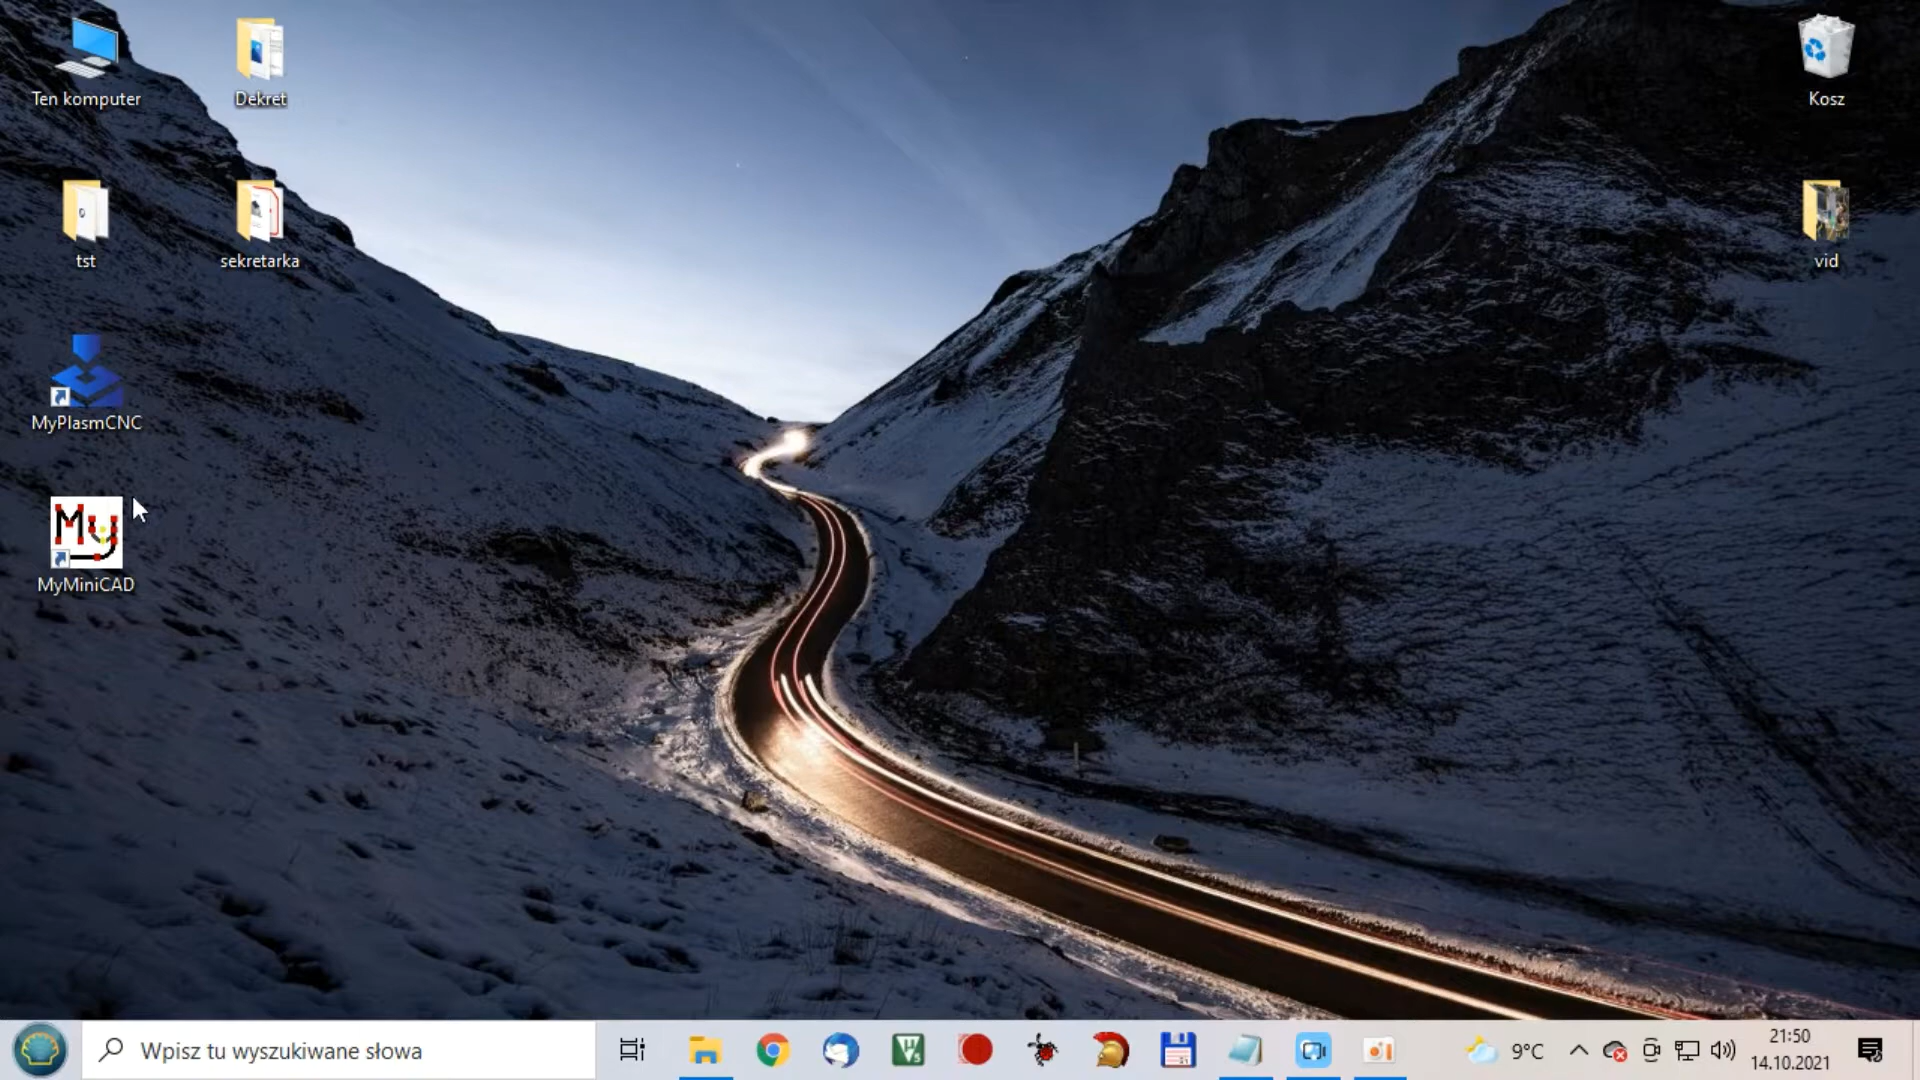 Ten komputer
Dekret
Kosz
tst
sekretarka
vid
MyPlasmCNC
My
MyMiniCAD
Wpisz tu wyszukiwane słowa
9°C
21:50
14.10.2021